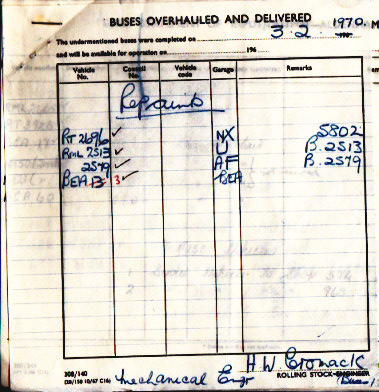 BUSES OVERHAULED AND DELIVERED
The undermentioned buses were completed on 3.2.1970.
and will be available for operation on 196
Vehicle No. Council No. Vehicle code Garage Remarks
Repaints
RT 2696 ✓ NX 5802
RML 2513 ✓ U B.2513
2579 ✓ AF B.2579
BEA 13 3 ✓ BEA
308/140 H.W. Cromack
Mechanical Engr ROLLING STOCK ENGINEER